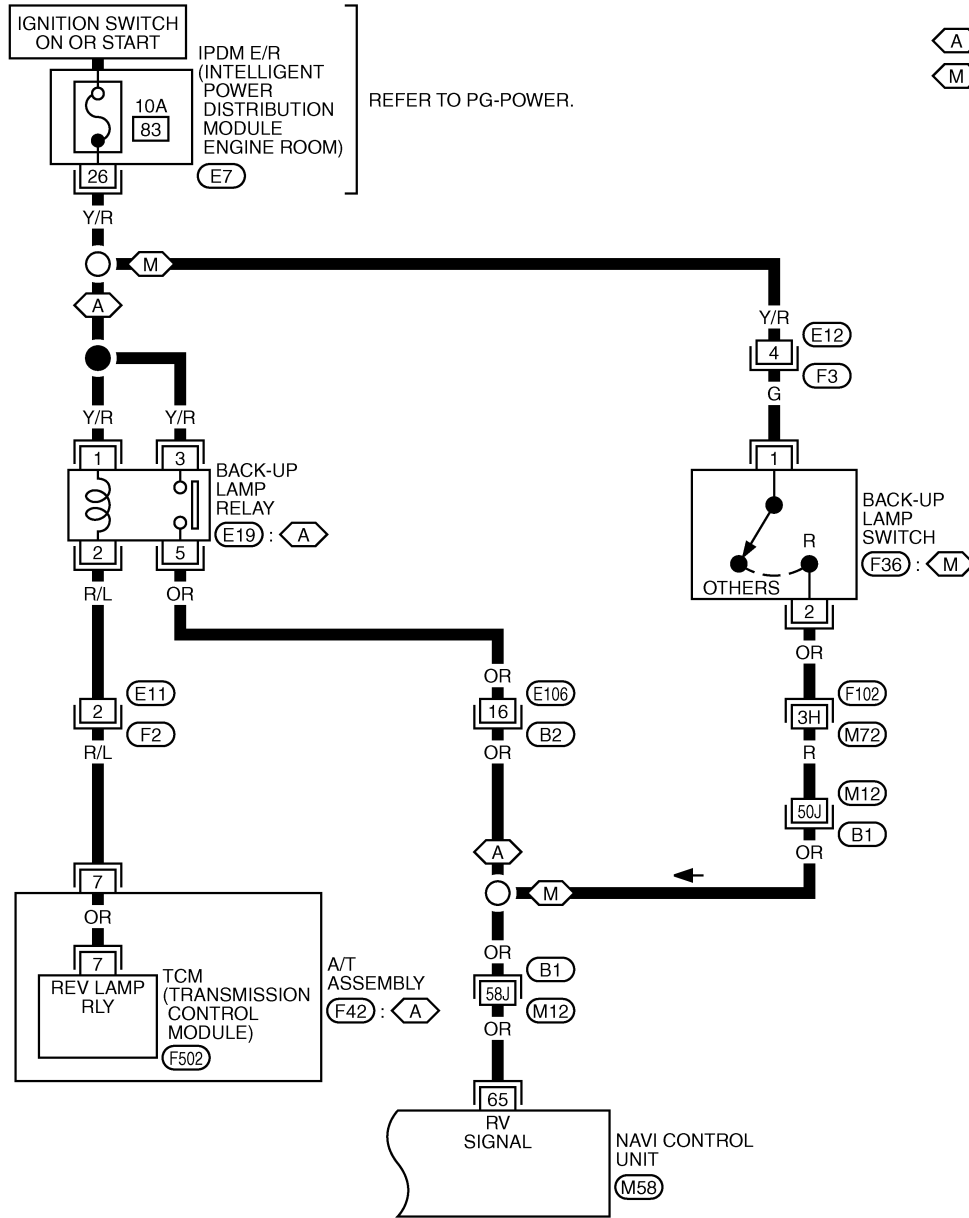 IGNITION SWITCH
ON OR START
IPDM E/R
(INTELLIGENT
POWER
DISTRIBUTION
MODULE
ENGINE ROOM)
10A
83
REFER TO PG-POWER.
A
M
26
E7
Y/R
M
A
Y/R
4
E12
F3
G
Y/R
Y/R
1
3
BACK-UP
LAMP
RELAY
E19 : A
2
5
R/L
OR
1
BACK-UP
LAMP
SWITCH
F36 : M
R
OTHERS
2
OR
E11
2
F2
R/L
OR
E106
16
B2
OR
F102
3H
M72
R
M12
50J
B1
OR
A
M
7
OR
7
REV LAMP
RLY
TCM
(TRANSMISSION
CONTROL
MODULE)
F502
A/T
ASSEMBLY
F42 : A
OR
B1
58J
M12
OR
65
RV
SIGNAL
NAVI CONTROL
UNIT
M58